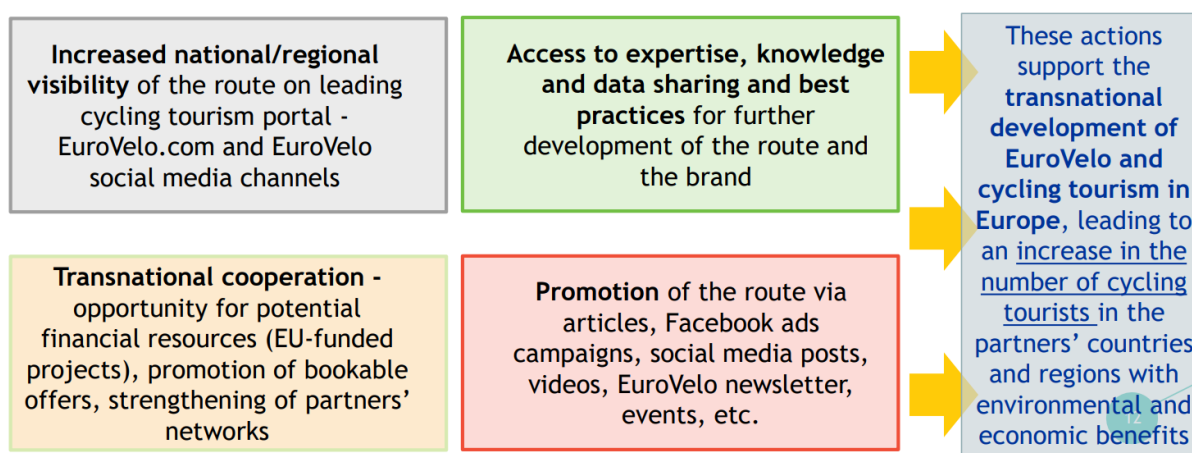 Increased national/regional
visibility of the route on leading
cycling tourism portal -
EuroVelo.com and EuroVelo
social media channels
Access to expertise, knowledge
and data sharing and best
practices for further
development of the route and
the brand
Transnational cooperation -
opportunity for potential
financial resources (EU-funded
projects), promotion of bookable
offers, strengthening of partners’
networks
Promotion of the route via
articles, Facebook ads
campaigns, social media posts,
videos, EuroVelo newsletter,
events, etc.
These actions
support the
transnational
development of
EuroVelo and
cycling tourism in
Europe, leading to
an increase in the
number of cycling
tourists in the
partners’ countries
and regions with
environmental and
economic benefits
12